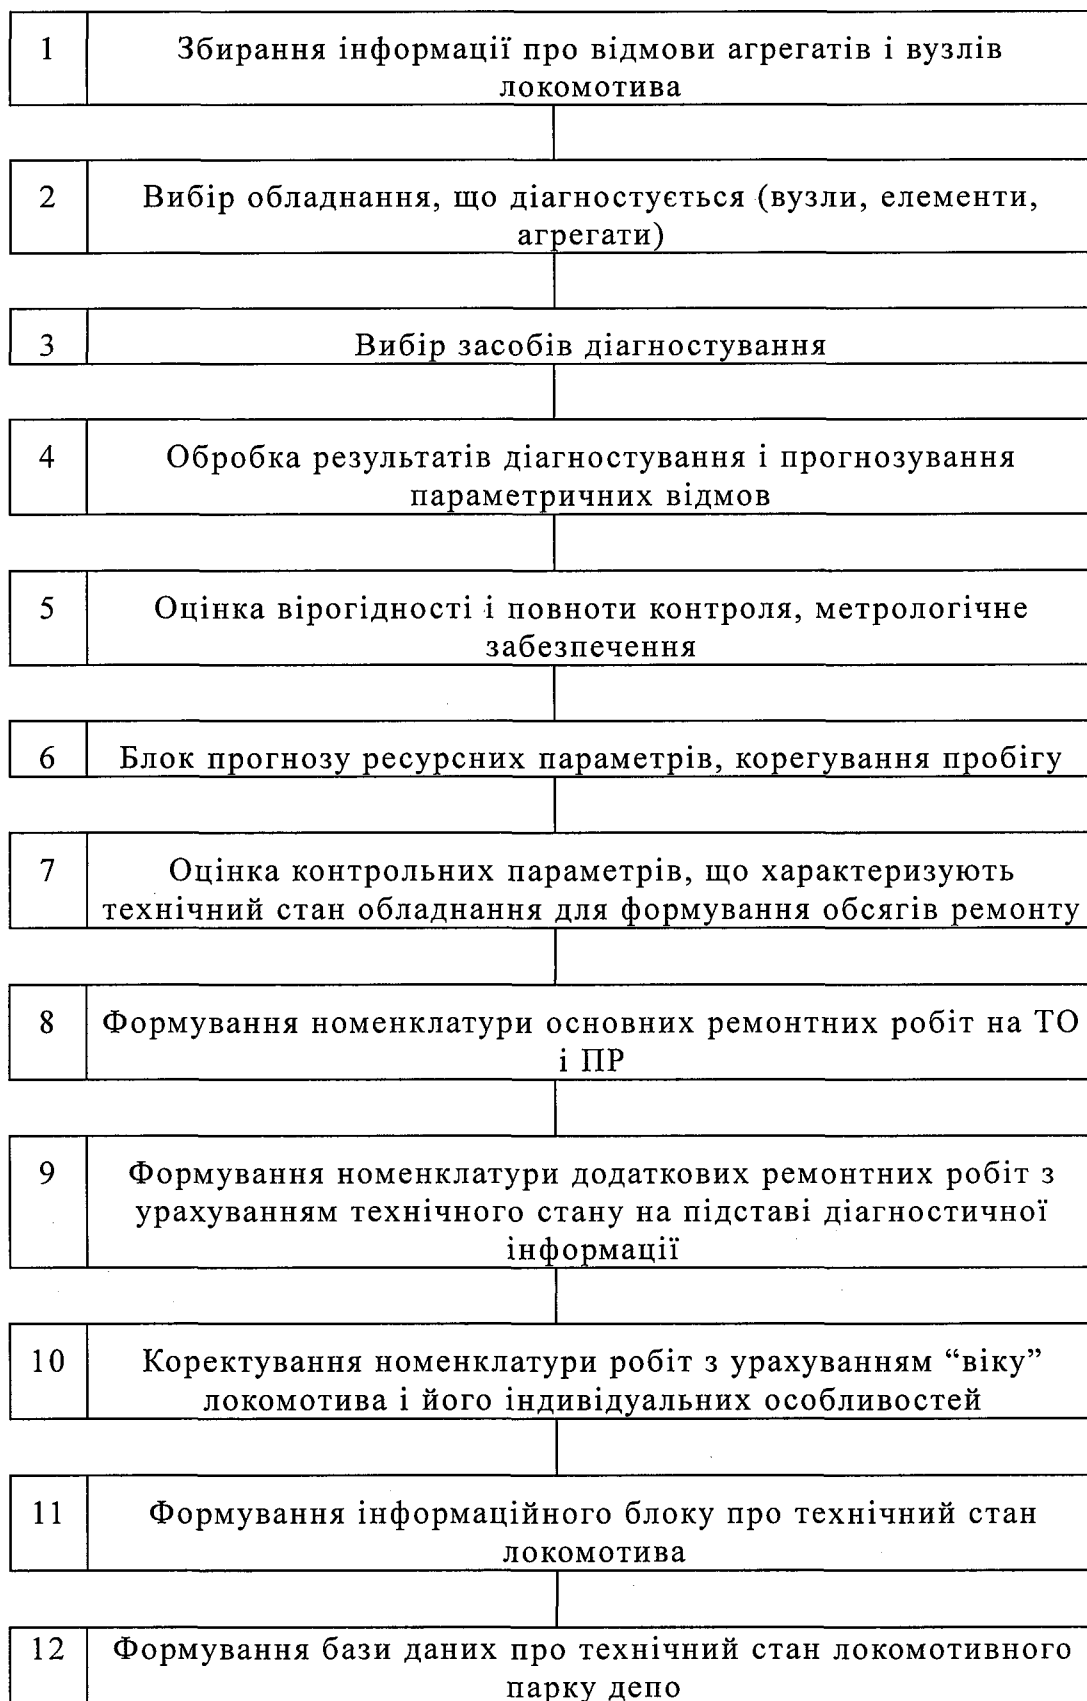 1 Збирання інформації про відмови агрегатів і вузлів
локомотива
2 Вибір обладнання, що діагностується (вузли, елементи,
агрегати)
3 Вибір засобів діагностування
4 Обробка результатів діагностування і прогнозування
параметричних відмов
5 Оцінка вірогідності і повноти контроля, метрологічне
забезпечення
6 Блок прогнозу ресурсних параметрів, корегування пробігу
7 Оцінка контрольних параметрів, що характеризують
технічний стан обладнання для формування обсягів ремонту
8 Формування номенклатури основних ремонтних робіт на ТО
і ПР
9 Формування номенклатури додаткових ремонтних робіт з
урахуванням технічного стану на підставі діагностичної
інформації
10 Коректування номенклатури робіт з урахуванням “віку”
локомотива і його індивідуальних особливостей
11 Формування інформаційного блоку про технічний стан
локомотива
12 Формування бази даних про технічний стан локомотивного
парку депо